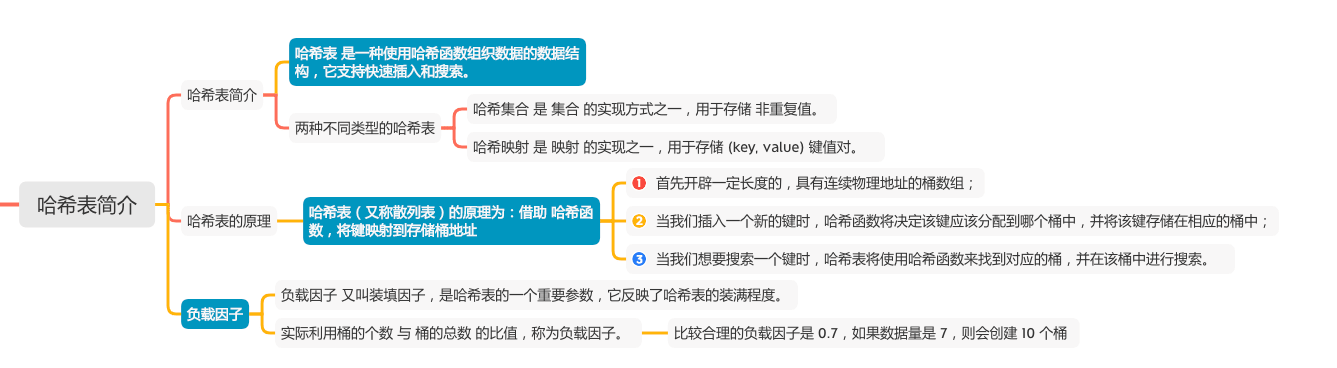 哈希表简介
哈希表简介
哈希表 是一种使用哈希函数组织数据的数据结
构，它支持快速插入和搜索。
两种不同类型的哈希表
哈希集合 是 集合 的实现方式之一，用于存储 非重复值。
哈希映射 是 映射 的实现之一，用于存储 (key, value) 键值对。
哈希表的原理
哈希表（又称散列表）的原理为：借助 哈希函
数，将键映射到存储桶地址
1 首先开辟一定长度的，具有连续物理地址的桶数组；
2 当我们插入一个新的键时，哈希函数将决定该键应该分配到哪个桶中，并将该键存储在相应的桶中；
3 当我们想要搜索一个键时，哈希表将使用哈希函数来找到对应的桶，并在该桶中进行搜索。
负载因子
负载因子 又叫装填因子，是哈希表的一个重要参数，它反映了哈希表的装满程度。
实际利用桶的个数 与 桶的总数 的比值，称为负载因子。
比较合理的负载因子是 0.7，如果数据量是 7，则会创建 10 个桶